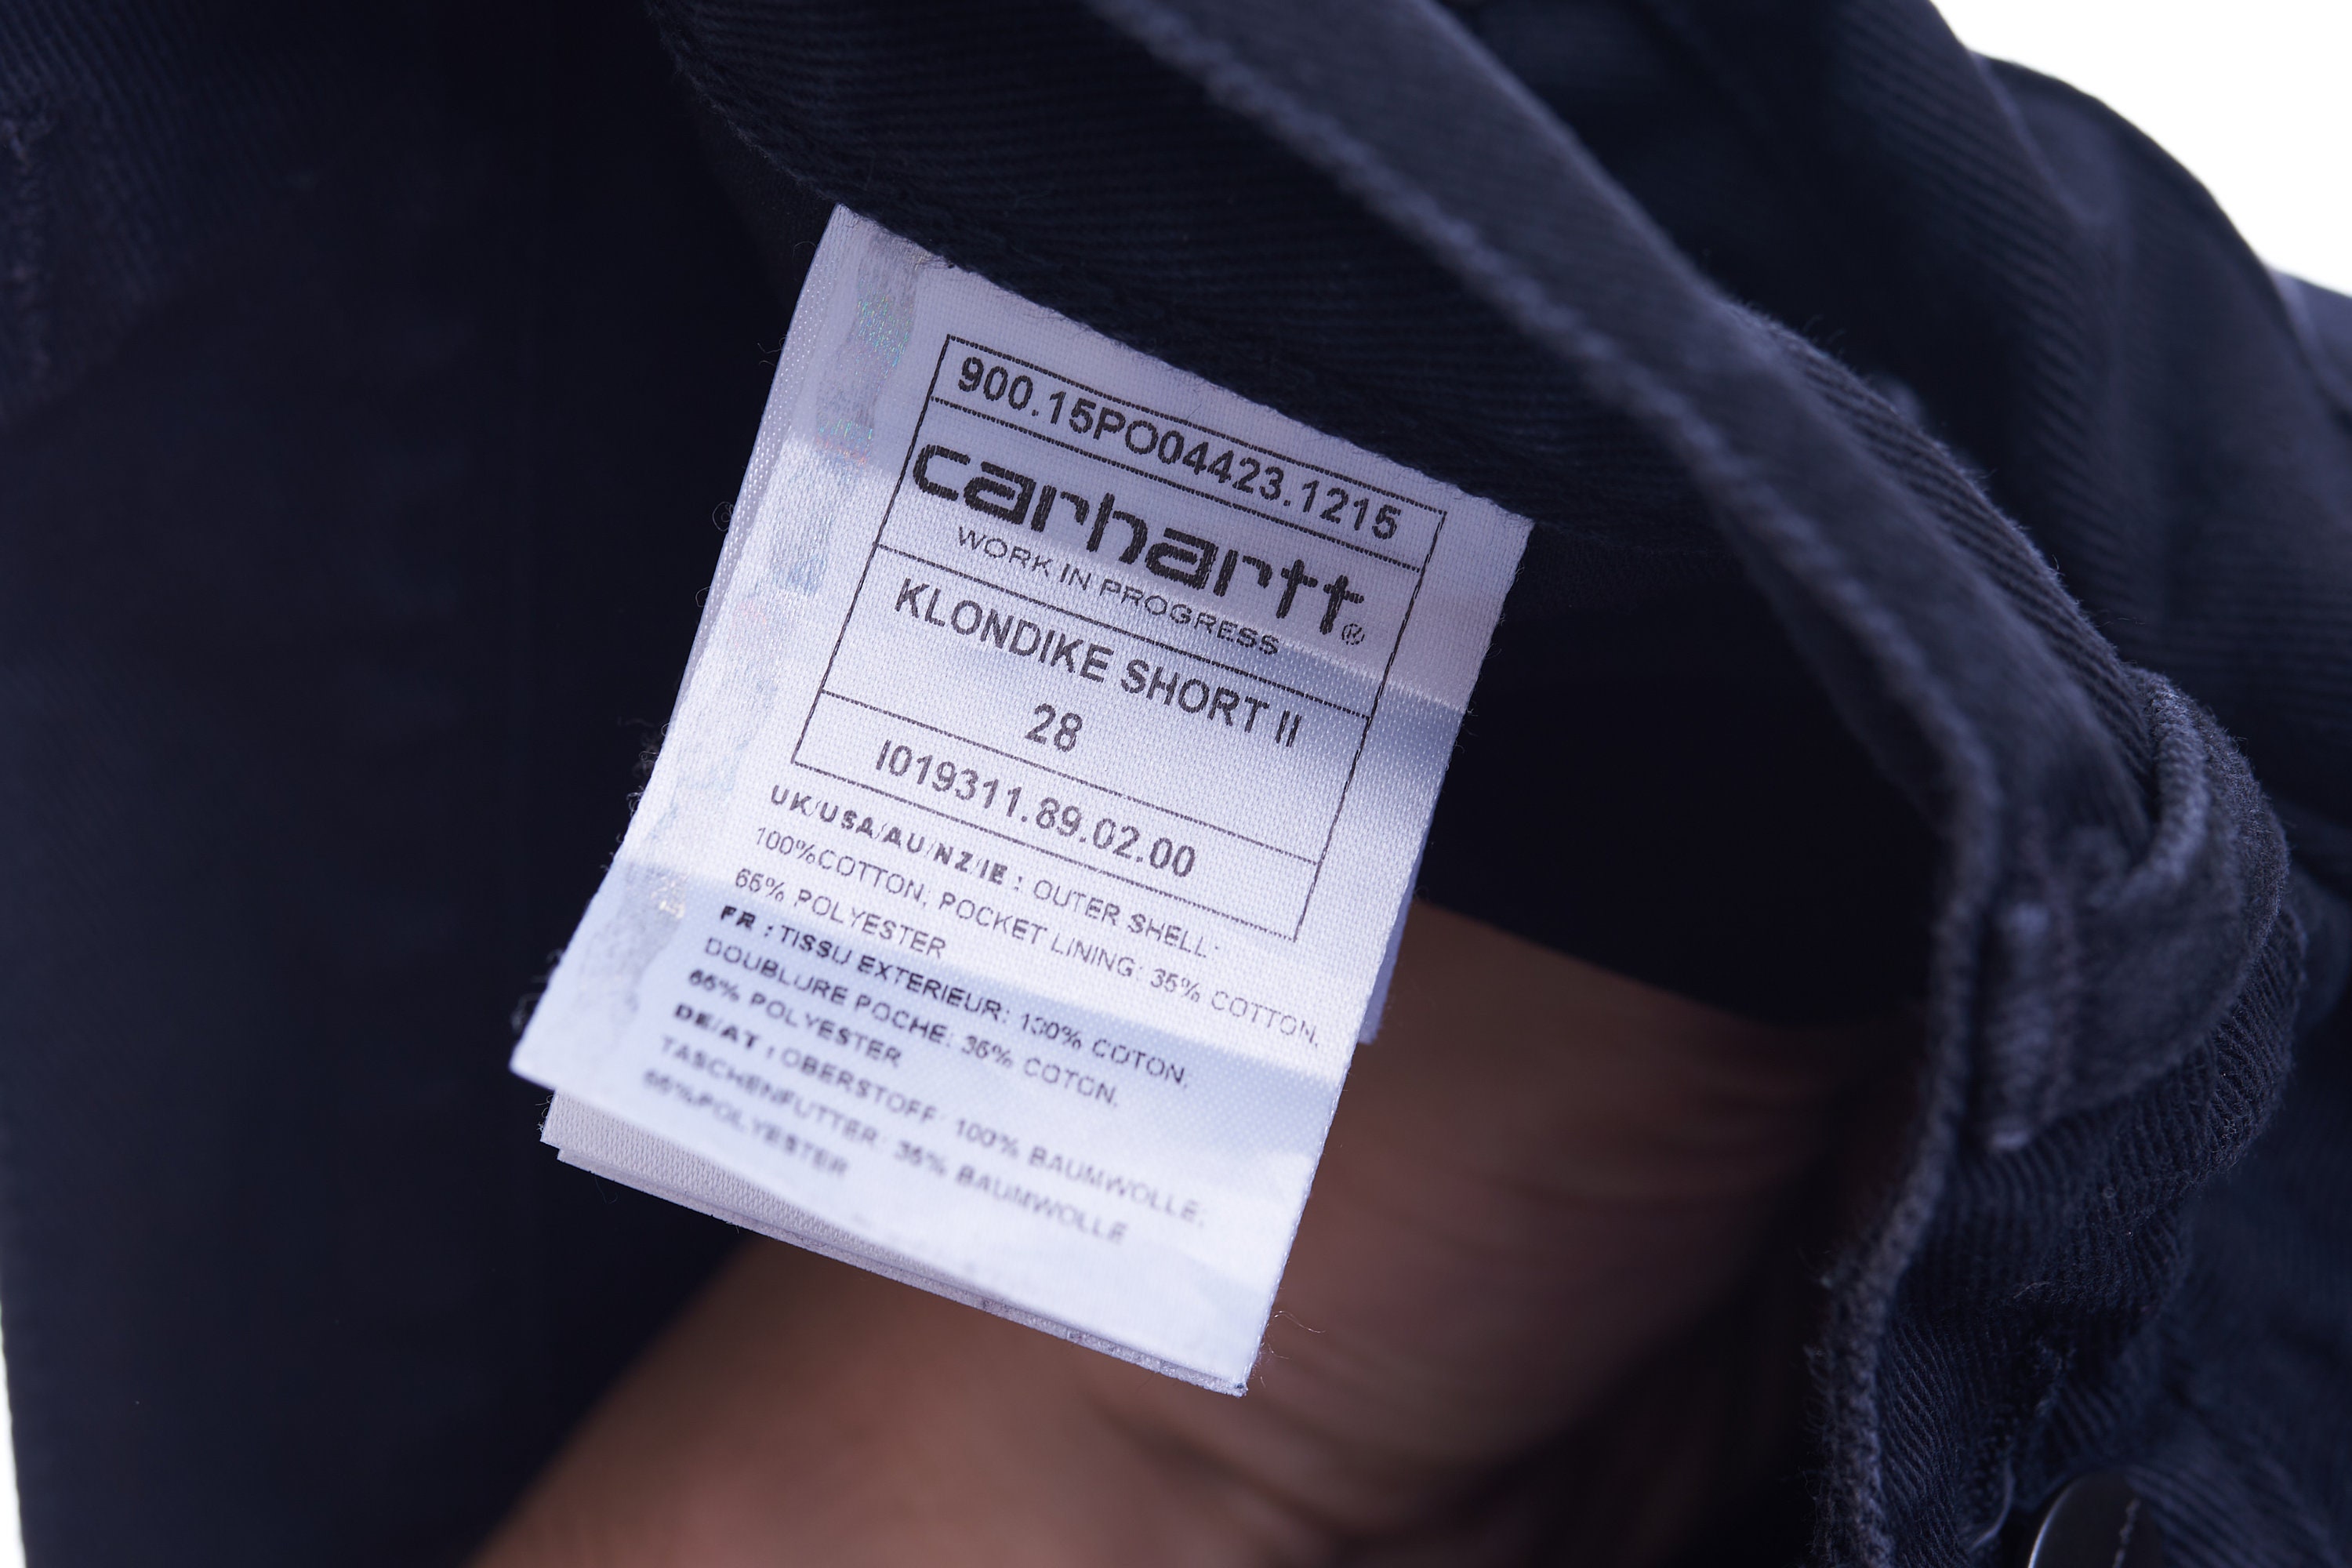 900.15PO04423.1215
carhartt®
WORK IN PROGRESS
KLONDIKE SHORT II
28
I019311.89.02.00
UK/USA/AU/NZ/IE : OUTER SHELL:
100%COTTON, POCKET LINING: 35% COTTON,
65% POLYESTER
FR : TISSU EXTERIEUR: 100% COTON,
DOUBLURE POCHE: 35% COTON,
65% POLYESTER
DE/AT : OBERSTOFF: 100% BAUMWOLLE,
TASCHENFUTTER: 35% BAUMWOLLE
65%POLYESTER